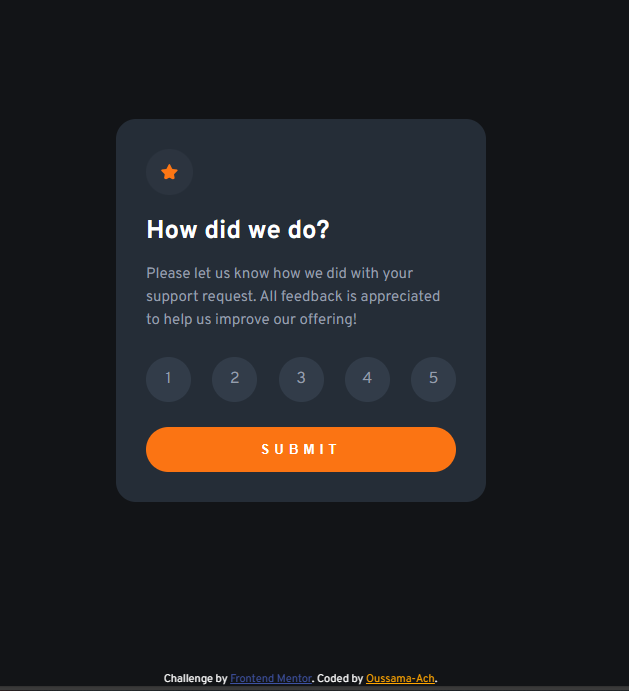 How did we do?
Please let us know how we did with your
support request. All feedback is appreciated
to help us improve our offering!
1 2 3 4 5
SUBMIT
Challenge by Frontend Mentor. Coded by Oussama-Ach.